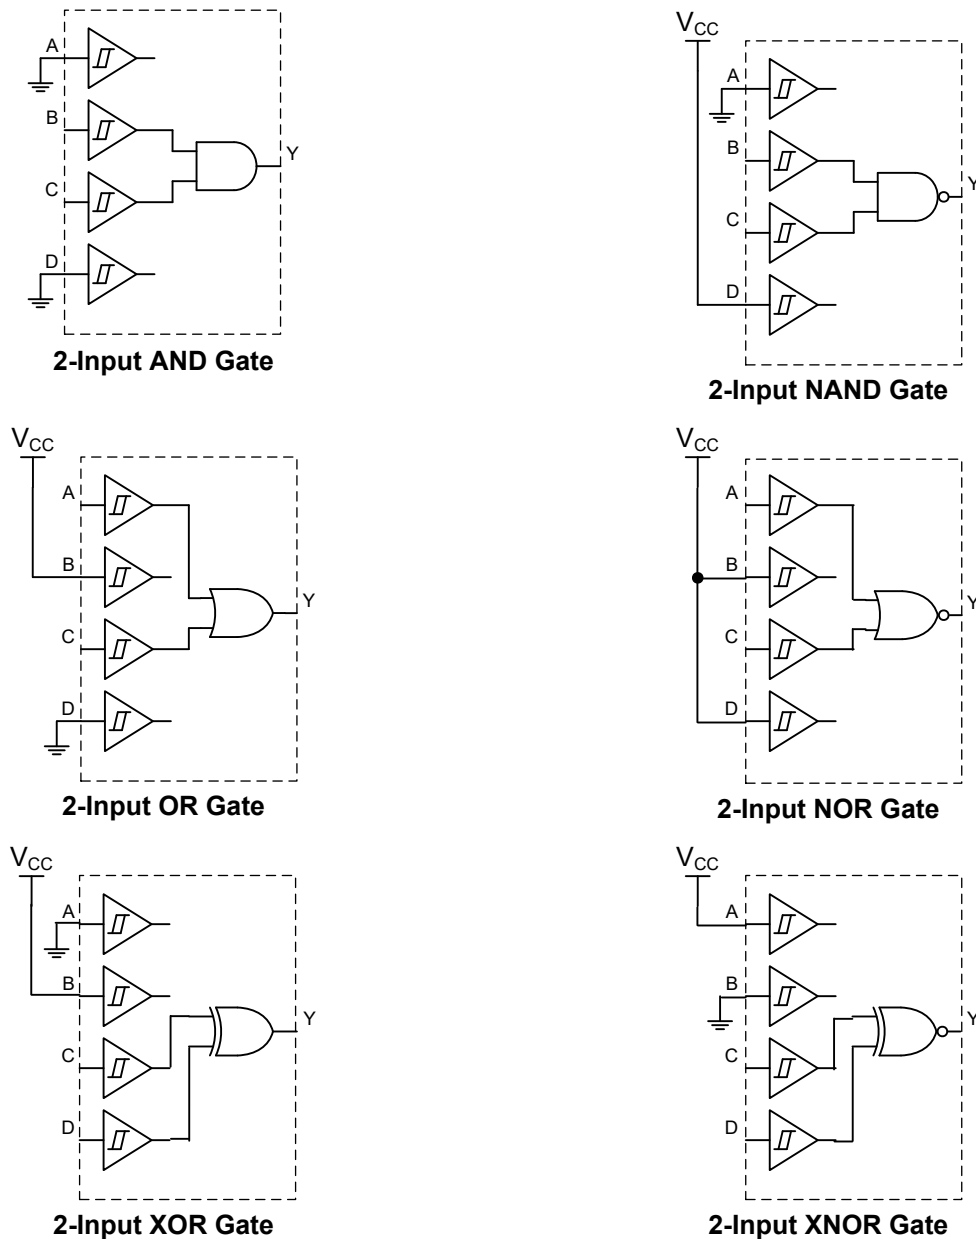 A
B
C
D
Y
2-Input AND Gate
VCC
A
B
C
D
Y
2-Input NAND Gate
VCC
A
B
C
D
Y
2-Input OR Gate
VCC
A
B
C
D
Y
2-Input NOR Gate
VCC
A
B
C
D
Y
2-Input XOR Gate
VCC
A
B
C
D
Y
2-Input XNOR Gate